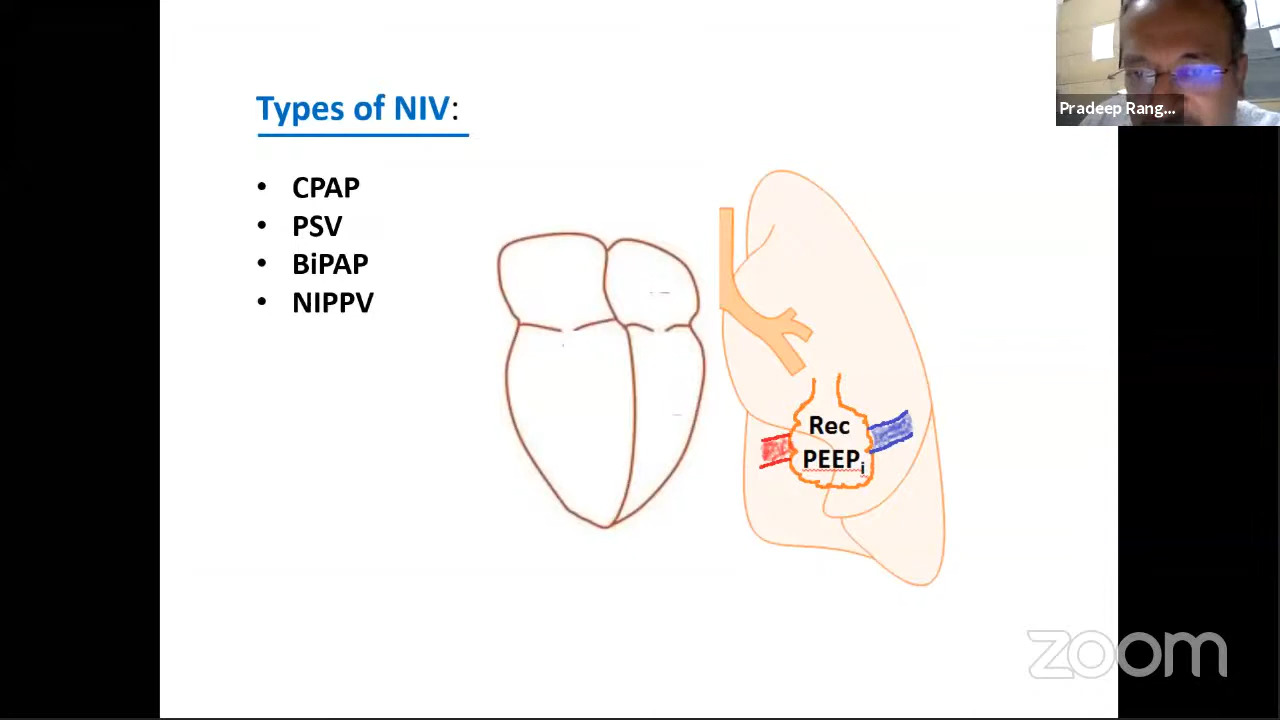 Types of NIV:
• CPAP
• PSV
• BiPAP
• NIPPV
Rec
PEEPi
Pradeep Rang...
zoom